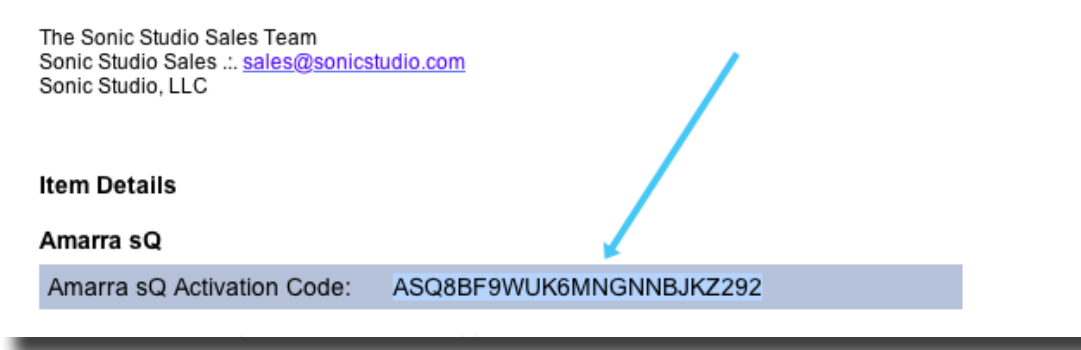 The Sonic Studio Sales Team
Sonic Studio Sales .:. sales@sonicstudio.com
Sonic Studio, LLC
Item Details
Amarra sQ
Amarra sQ Activation Code: ASQ8BF9WUK6MNGNNBJKZ292